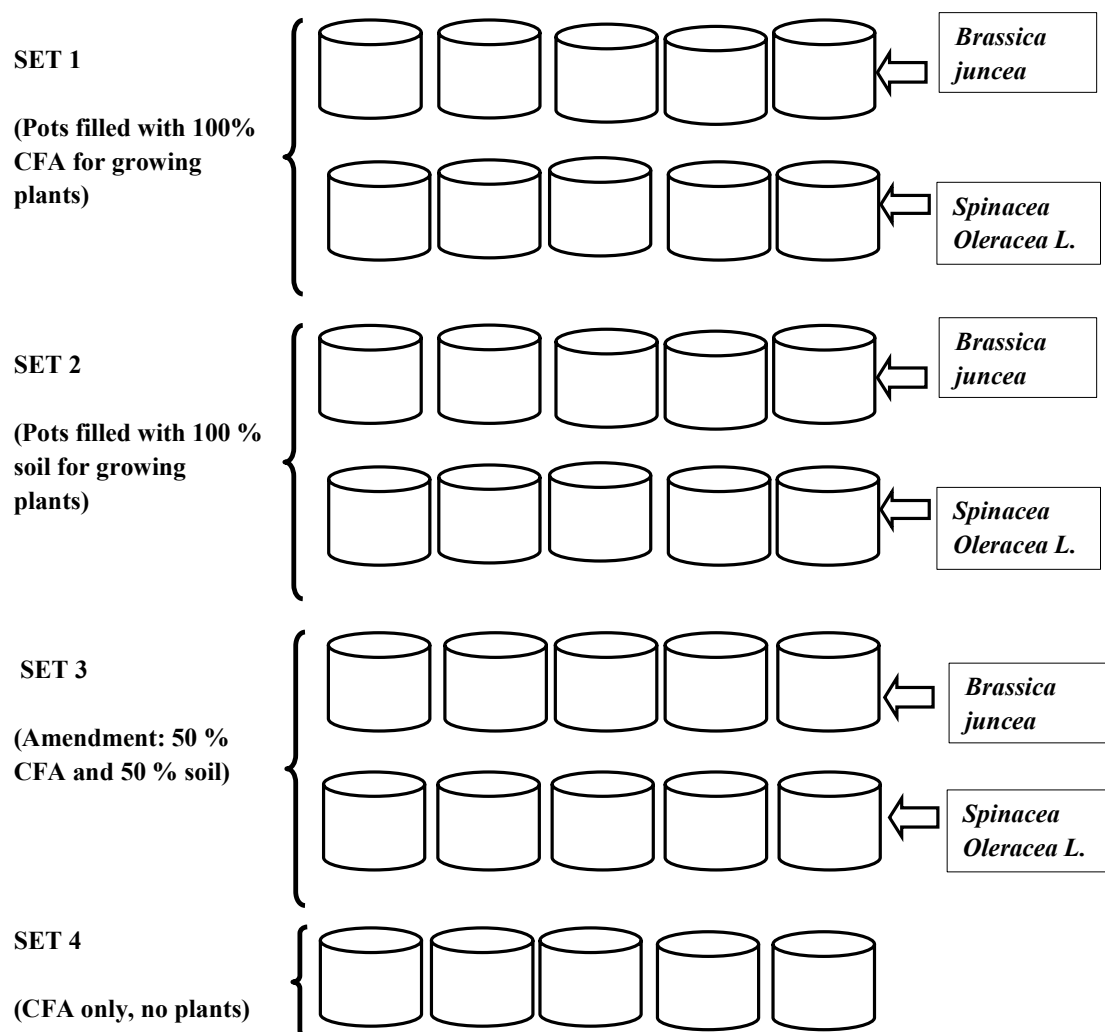 SET 1
(Pots filled with 100%
CFA for growing
plants)
Brassica
juncea
Spinacea
Oleracea L.
SET 2
(Pots filled with 100 %
soil for growing
plants)
Brassica
juncea
Spinacea
Oleracea L.
SET 3
(Amendment: 50 %
CFA and 50 % soil)
Brassica
juncea
Spinacea
Oleracea L.
SET 4
(CFA only, no plants)